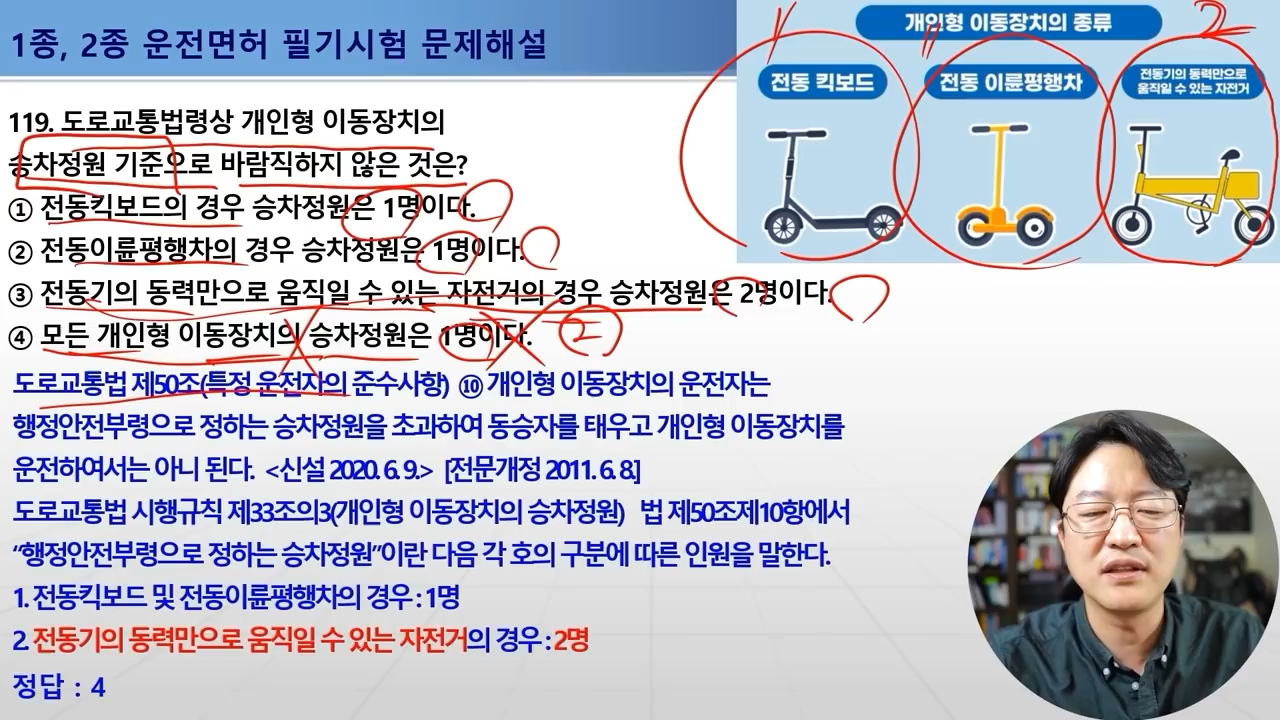 1종, 2종 운전면허 필기시험 문제해설
개인형 이동장치의 종류
전동 킥보드
전동 이륜평행차
전동기의 동력만으로
움직일 수 있는 자전거
1
11
2
119. 도로교통법령상 개인형 이동장치의
승차정원 기준으로 바람직하지 않은 것은?
① 전동킥보드의 경우 승차정원은 1명이다.
② 전동이륜평행차의 경우 승차정원은 1명이다.
③ 전동기의 동력만으로 움직일 수 있는 자전거의 경우 승차정원은 2명이다.
④ 모든 개인형 이동장치의 승차정원은 1명이다.
2
도로교통법 제50조(특정 운전자의 준수사항) ⑩ 개인형 이동장치의 운전자는
행정안전부령으로 정하는 승차정원을 초과하여 동승자를 태우고 개인형 이동장치를
운전하여서는 아니 된다. <신설 2020. 6. 9.> [전문개정 2011. 6. 8.]
도로교통법 시행규칙 제33조의3(개인형 이동장치의 승차정원) 법 제50조제10항에서
“행정안전부령으로 정하는 승차정원”이란 다음 각 호의 구분에 따른 인원을 말한다.
1. 전동킥보드 및 전동이륜평행차의 경우 : 1명
2. 전동기의 동력만으로 움직일 수 있는 자전거의 경우 : 2명
정답 : 4